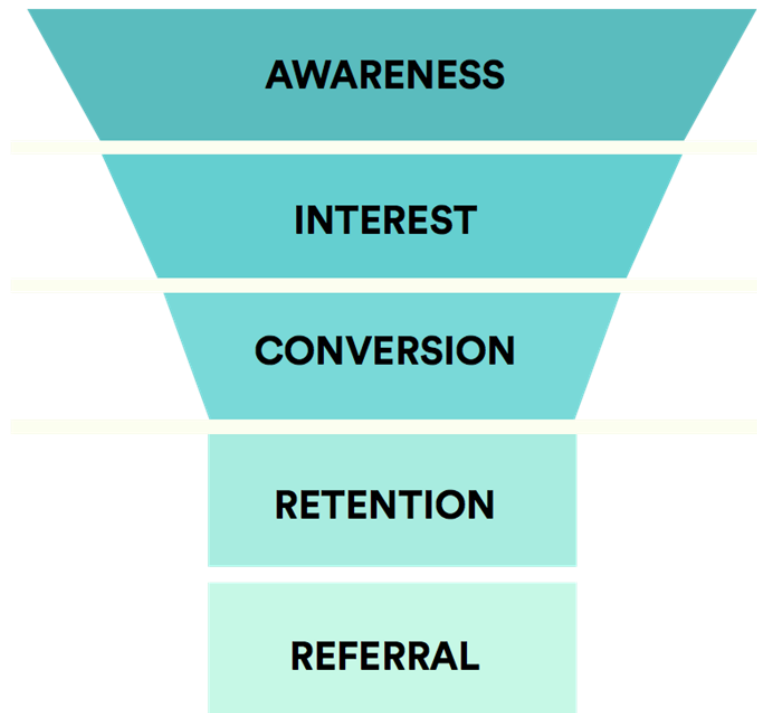 AWARENESS
INTEREST
CONVERSION
RETENTION
REFERRAL